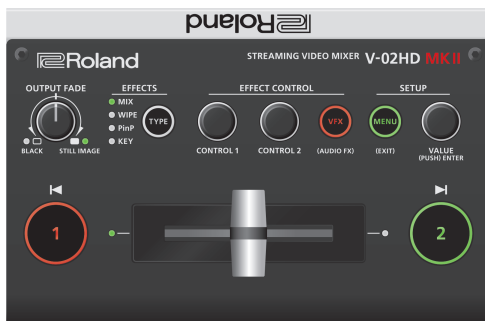 Roland
Roland
STREAMING VIDEO MIXER V-02HD MKII
OUTPUT FADE
EFFECTS
EFFECT CONTROL
SETUP
MIX
WIPE
PinP
KEY
TYPE
VFX
MENU
BLACK
STILL IMAGE
CONTROL 1
CONTROL 2
(AUDIO FX)
(EXIT)
VALUE
(PUSH) ENTER
1
2